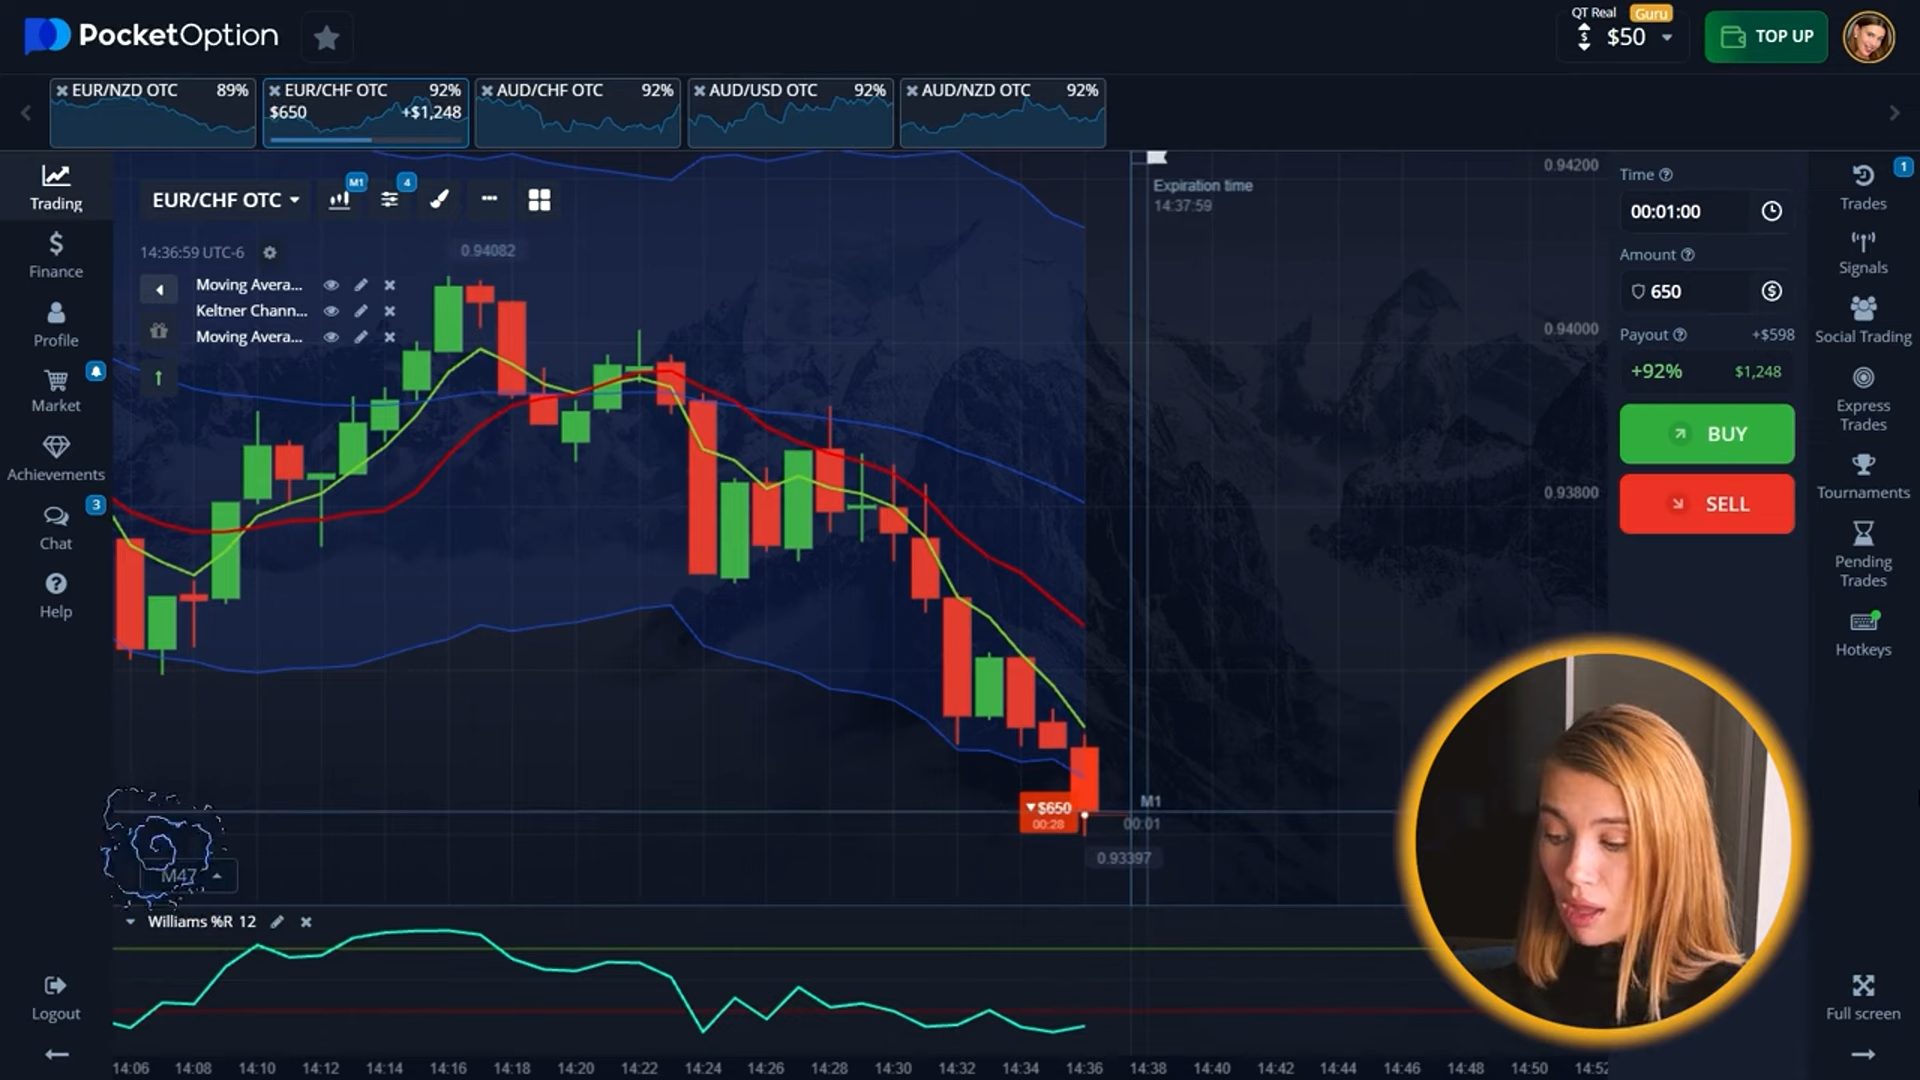 PocketOption
QT Real Guru
$50
TOP UP
EUR/NZD OTC 89%
EUR/CHF OTC 92%
$650 +$1,248
AUD/CHF OTC 92%
AUD/USD OTC 92%
AUD/NZD OTC 92%
Trading
Finance
Profile
Market
Achievements
3
Chat
Help
Logout
EUR/CHF OTC
M1
4
14:36:59 UTC-6
Moving Avera...
Keltner Chann...
Moving Avera...
0.94082
Expiration time
14:37:59
0.94200
0.94000
0.93800
$650
00:28
M1
00:01
0.93397
M47
Williams %R 12
14:06 14:08 14:10 14:12 14:14 14:16 14:18 14:20 14:22 14:24 14:26 14:28 14:30 14:32 14:34 14:36 14:38 14:40 14:42 14:44 14:46 14:48 14:50 14:52
Time
00:01:00
Amount
650
Payout +$598
+92% $1,248
BUY
SELL
1
Trades
Signals
Social Trading
Express
Trades
Tournaments
Pending
Trades
Hotkeys
Full screen